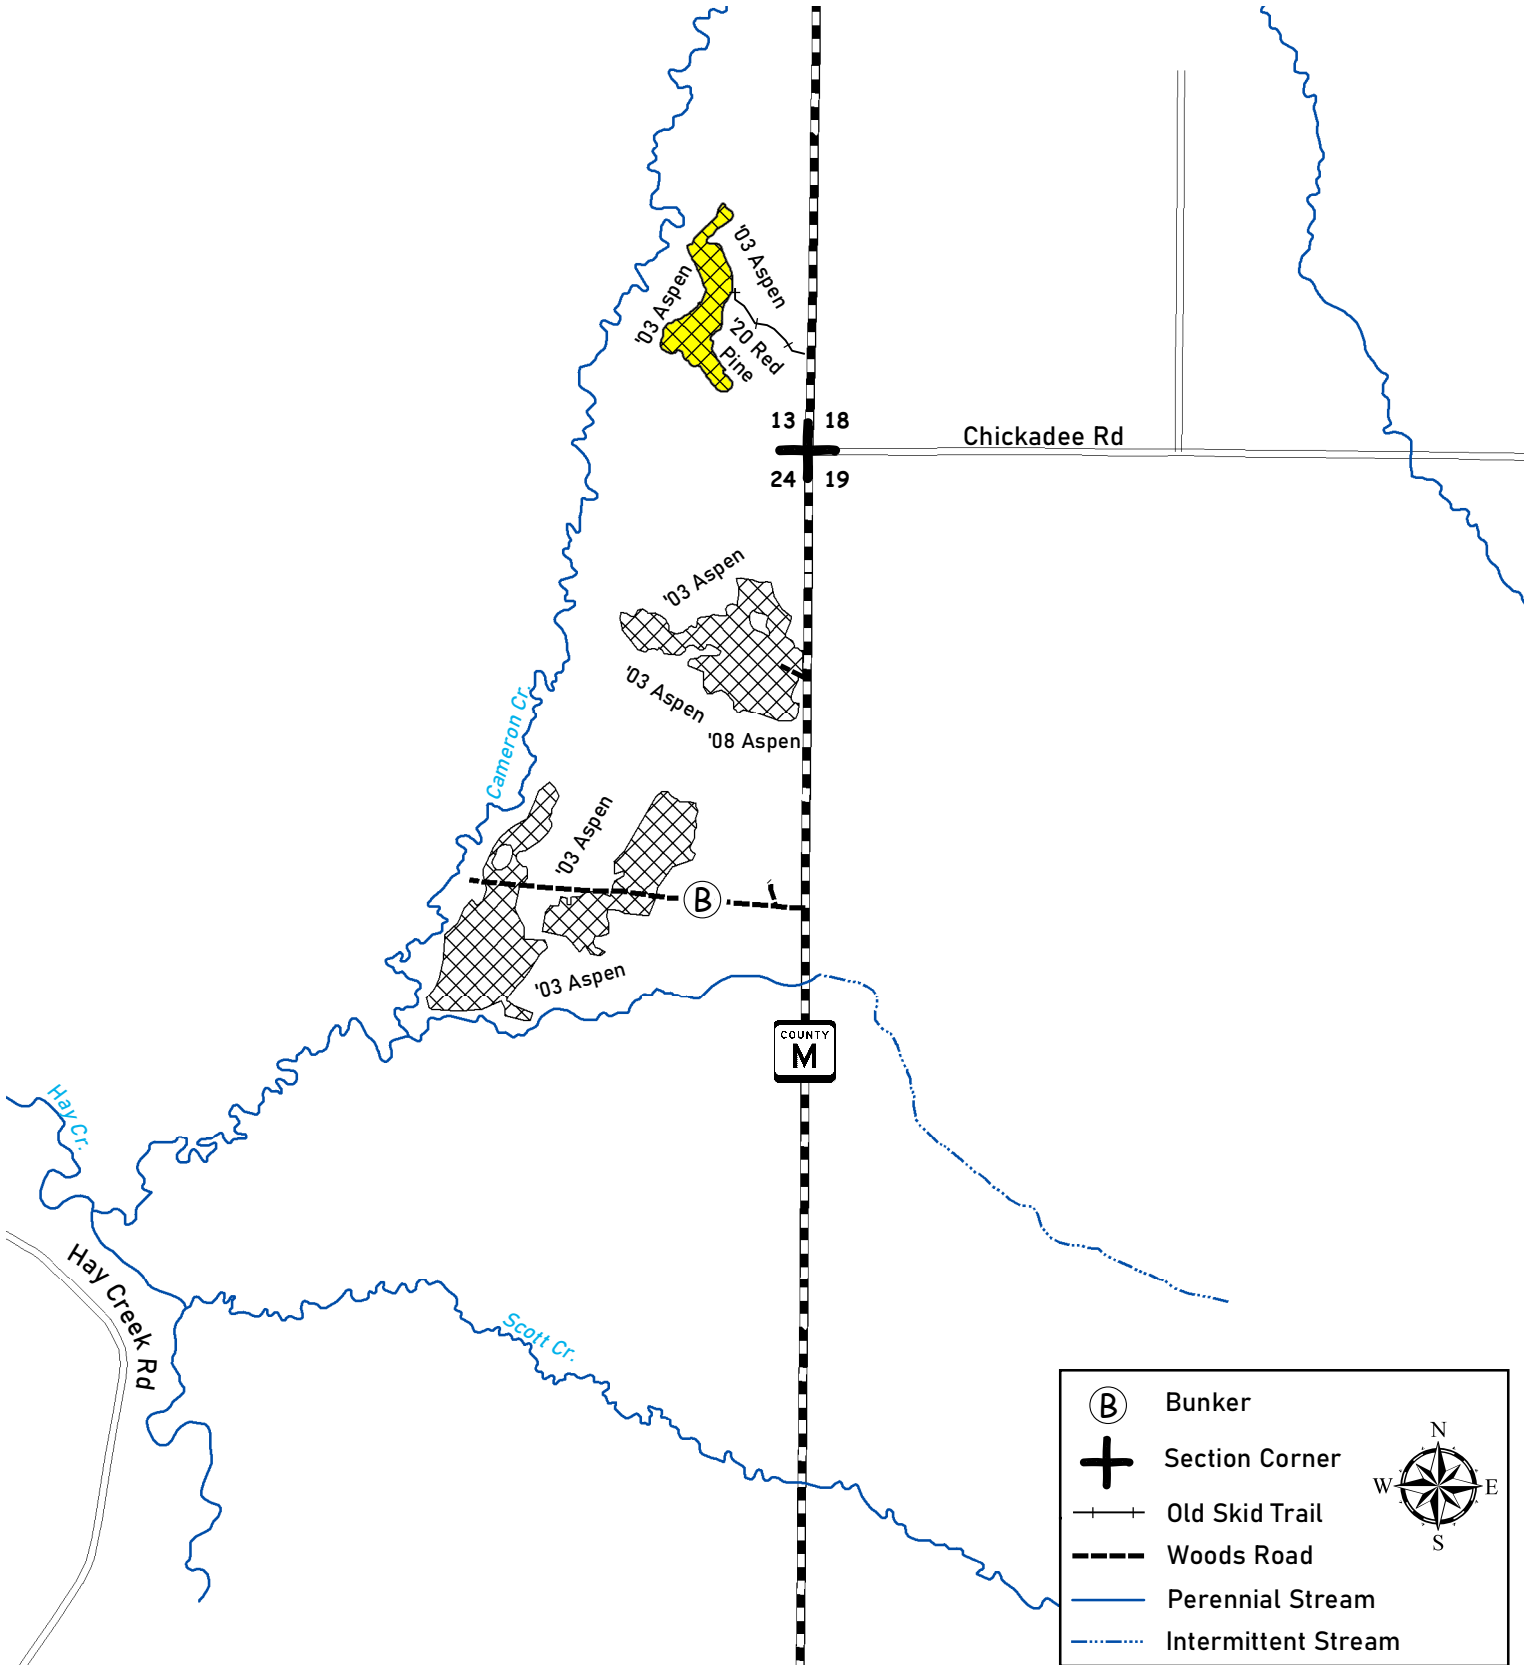 '03 Aspen
'03 Aspen
'20 Red
Pine
13 18
24 19
Chickadee Rd
'03 Aspen
'03 Aspen
'08 Aspen
Cameron Cr.
'03 Aspen
B
'03 Aspen
COUNTY
M
Hay Cr.
Hay Creek Rd
Scott Cr.
B Bunker
Section Corner
Old Skid Trail
Woods Road
Perennial Stream
Intermittent Stream
N
W E
S